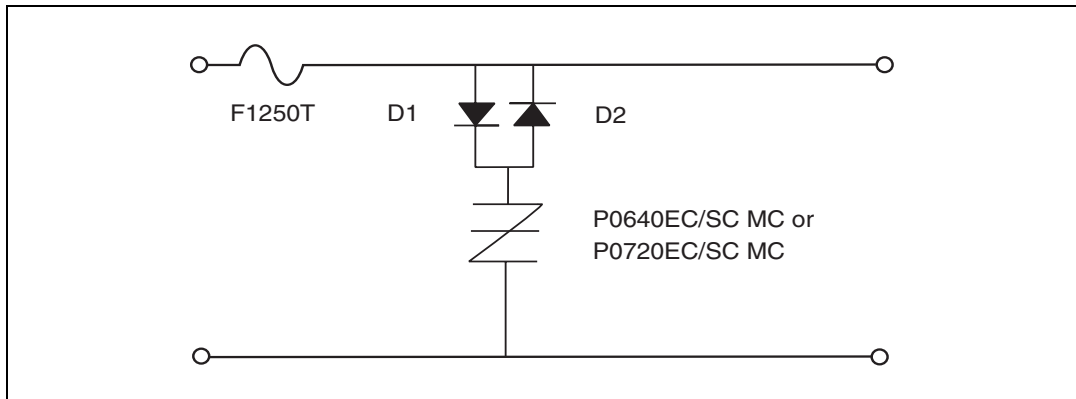 F1250T
D1
D2
P0640EC/SC MC or
P0720EC/SC MC